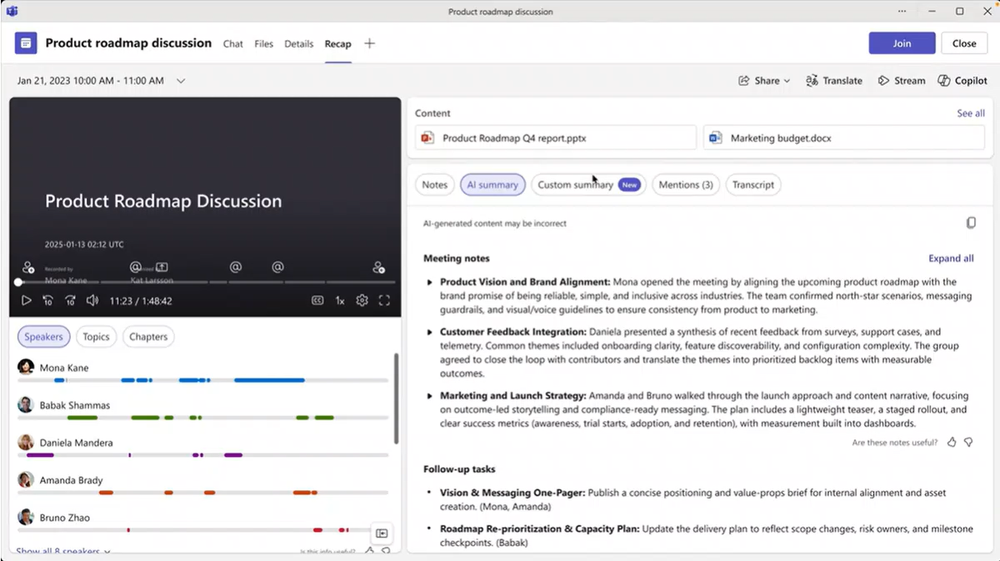 Product roadmap discussion
Product roadmap discussion
Chat
Files
Details
Recap
Join
Close
Jan 21, 2023 10:00 AM - 11:00 AM
Share
Translate
Stream
Copilot
Product Roadmap Discussion
2025-01-13 02:12 UTC
Recorded by
Mona Kane
Kat Larsson
10
10
11:23 / 1:48:42
1x
Speakers
Topics
Chapters
Mona Kane
Babak Shammas
Daniela Mandera
Amanda Brady
Bruno Zhao
Show all 8 speakers
Is this info useful?
Content
See all
Product Roadmap Q4 report.pptx
Marketing budget.docx
Notes
AI summary
Custom summary New
Mentions (3)
Transcript
AI-generated content may be incorrect
Meeting notes
Expand all
Product Vision and Brand Alignment: Mona opened the meeting by aligning the upcoming product roadmap with the
brand promise of being reliable, simple, and inclusive across industries. The team confirmed north-star scenarios, messaging
guardrails, and visual/voice guidelines to ensure consistency from product to marketing.
Customer Feedback Integration: Daniela presented a synthesis of recent feedback from surveys, support cases, and
telemetry. Common themes included onboarding clarity, feature discoverability, and configuration complexity. The group
agreed to close the loop with contributors and translate the themes into prioritized backlog items with measurable
outcomes.
Marketing and Launch Strategy: Amanda and Bruno walked through the launch approach and content narrative, focusing
on outcome-led storytelling and compliance-ready messaging. The plan includes a lightweight teaser, a staged rollout, and
clear success metrics (awareness, trial starts, adoption, and retention), with measurement built into dashboards.
Are these notes useful?
Follow-up tasks
• Vision & Messaging One-Pager: Publish a concise positioning and value-props brief for internal alignment and asset
creation. (Mona, Amanda)
• Roadmap Re-prioritization & Capacity Plan: Update the delivery plan to reflect scope changes, risk owners, and milestone
checkpoints. (Babak)